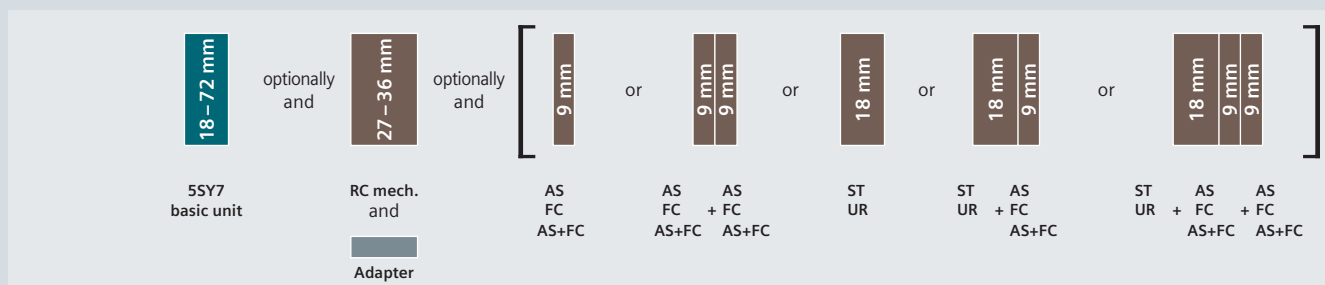 18–72 mm
optionally
and
27–36 mm
optionally
and
9 mm
or
9 mm
9 mm
or
18 mm
or
18 mm
9 mm
or
18 mm
9 mm
9 mm
5SY7
basic unit
RC mech.
and
Adapter
AS
FC
AS+FC
AS AS
FC + FC
AS+FC AS+FC
ST
UR
ST AS
UR + FC
AS+FC
ST AS AS
UR + FC + FC
AS+FC AS+FC